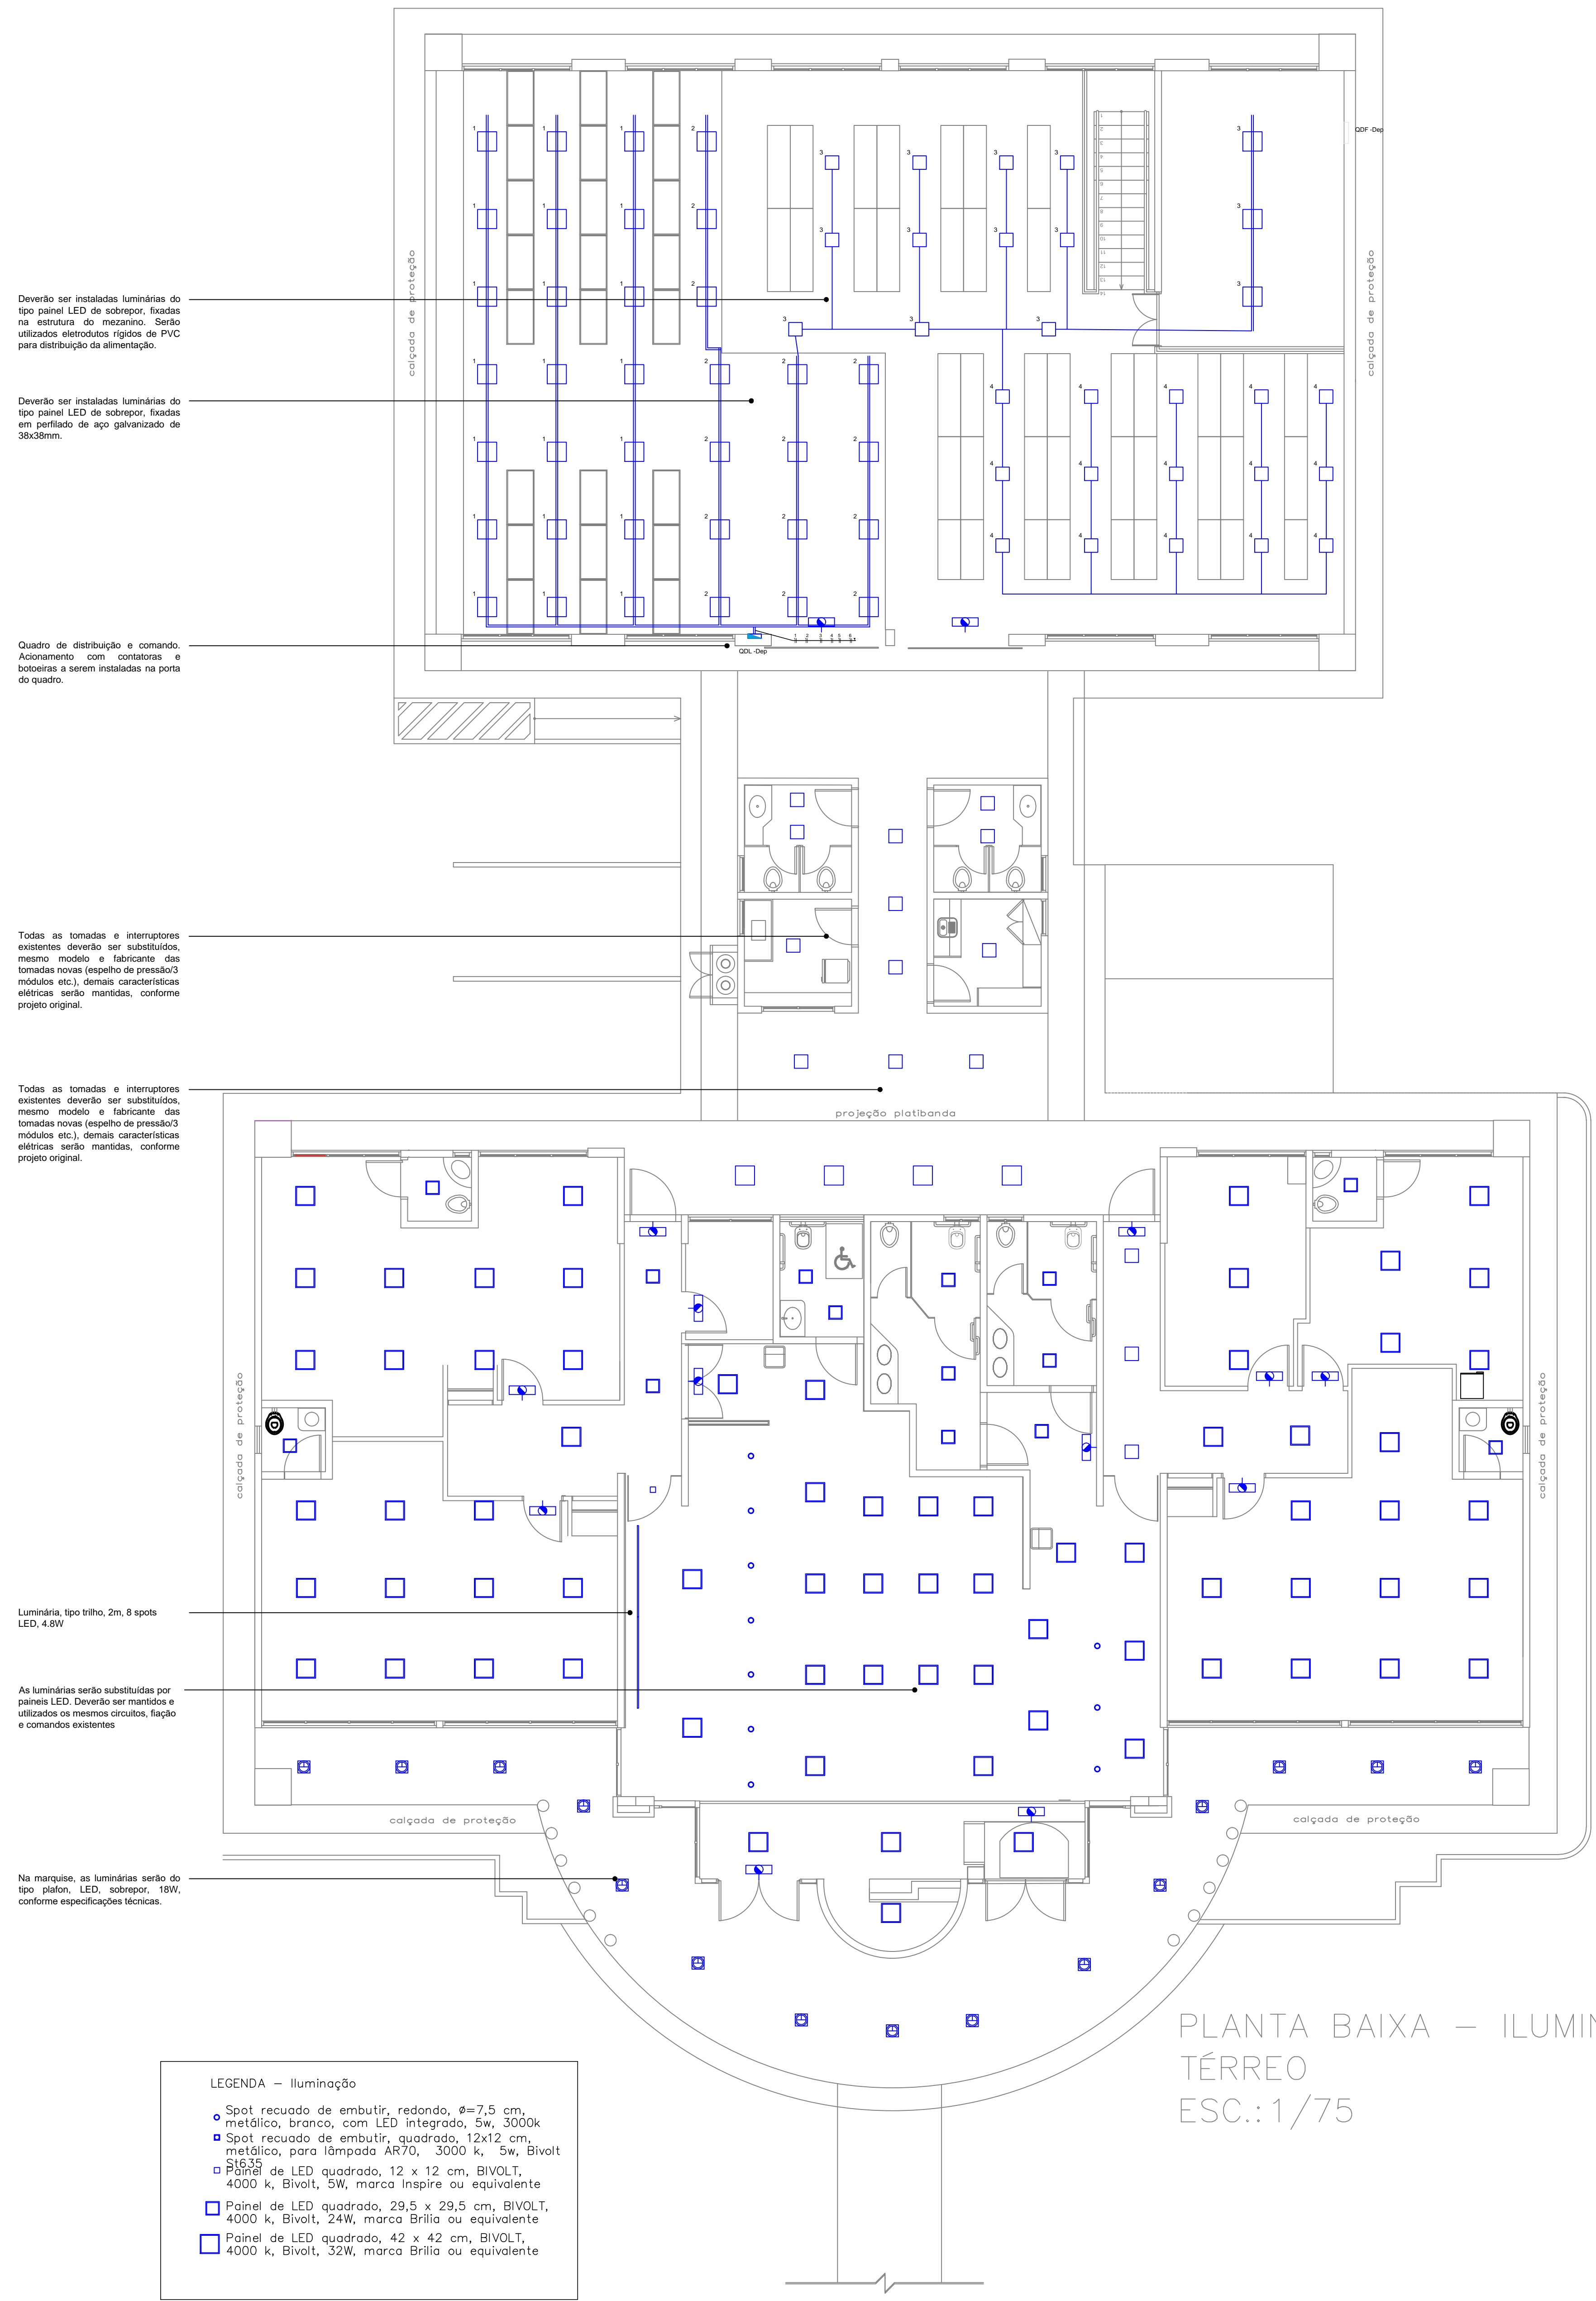 QDF -Dep
calçada de proteção
calçada de proteção
Deverão ser instaladas luminárias do
tipo painel LED de sobrepor, fixadas
na estrutura do mezanino. Serão
utilizados eletrodutos rígidos de PVC
para distribuição da alimentação.
Deverão ser instaladas luminárias do
tipo painel LED de sobrepor, fixadas
em perfilado de aço galvanizado de
38x38mm.
Quadro de distribuição e comando.
Acionamento com contatoras e
botoeiras a serem instaladas na porta
do quadro.
1 2 3 4 5 6
QDL -Dep
Todas as tomadas e interruptores
existentes deverão ser substituídos,
mesmo modelo e fabricante das
tomadas novas (espelho de pressão/3
módulos etc.), demais características
elétricas serão mantidas, conforme
projeto original.
Todas as tomadas e interruptores
existentes deverão ser substituídos,
mesmo modelo e fabricante das
tomadas novas (espelho de pressão/3
módulos etc.), demais características
elétricas serão mantidas, conforme
projeto original.
projeção platibanda
calçada de proteção
calçada de proteção
Luminária, tipo trilho, 2m, 8 spots
LED, 4.8W
As luminárias serão substituídas por
paineis LED. Deverão ser mantidos e
utilizados os mesmos circuitos, fiação
e comandos existentes
calçada de proteção
calçada de proteção
Na marquise, as luminárias serão do
tipo plafon, LED, sobrepor, 18W,
conforme especificações técnicas.
PLANTA BAIXA – ILUMIN
TÉRREO
ESC.: 1/75
LEGENDA – Iluminação
Spot recuado de embutir, redondo, ø=7,5 cm,
metálico, branco, com LED integrado, 5w, 3000k
Spot recuado de embutir, quadrado, 12x12 cm,
metálico, para lâmpada AR70, 3000 k, 5w, Bivolt
St635
Painel de LED quadrado, 12 x 12 cm, BIVOLT,
4000 k, Bivolt, 5W, marca Inspire ou equivalente
Painel de LED quadrado, 29,5 x 29,5 cm, BIVOLT,
4000 k, Bivolt, 24W, marca Brilia ou equivalente
Painel de LED quadrado, 42 x 42 cm, BIVOLT,
4000 k, Bivolt, 32W, marca Brilia ou equivalente